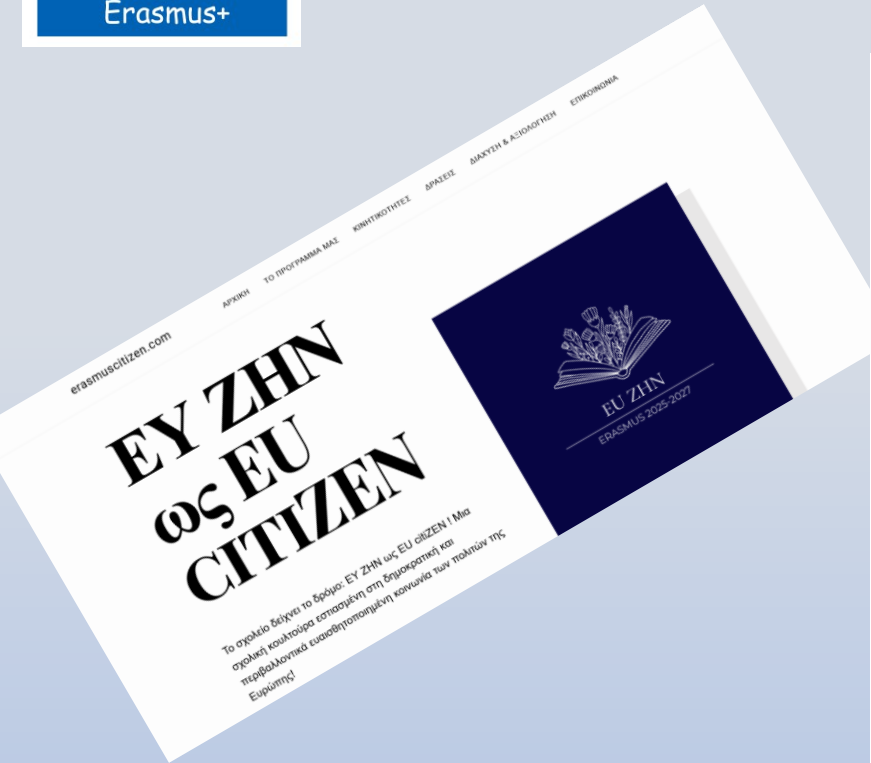 Erasmus+
erasmuscitizen.com
ΑΡΧΙΚΗ ΤΟ ΠΡΟΓΡΑΜΜΑ ΜΑΣ ΚΙΝΗΤΙΚΟΤΗΤΕΣ ΔΡΑΣΕΙΣ ΔΙΑΧΥΣΗ & ΑΞΙΟΛΟΓΗΣΗ ΕΠΙΚΟΙΝΩΝΙΑ
ΕΥ ΖΗΝ
ως EU
CITIZEN
Το σχολείο δείχνει το δρόμο: ΕΥ ΖΗΝ ως EU citiZEN ! Μια
σχολική κουλτούρα εστιασμένη στη δημοκρατική και
περιβαλλοντικά ευαισθητοποιημένη κοινωνία των πολιτών της
Ευρώπης!
EU ZHN
ERASMUS 2025-2027